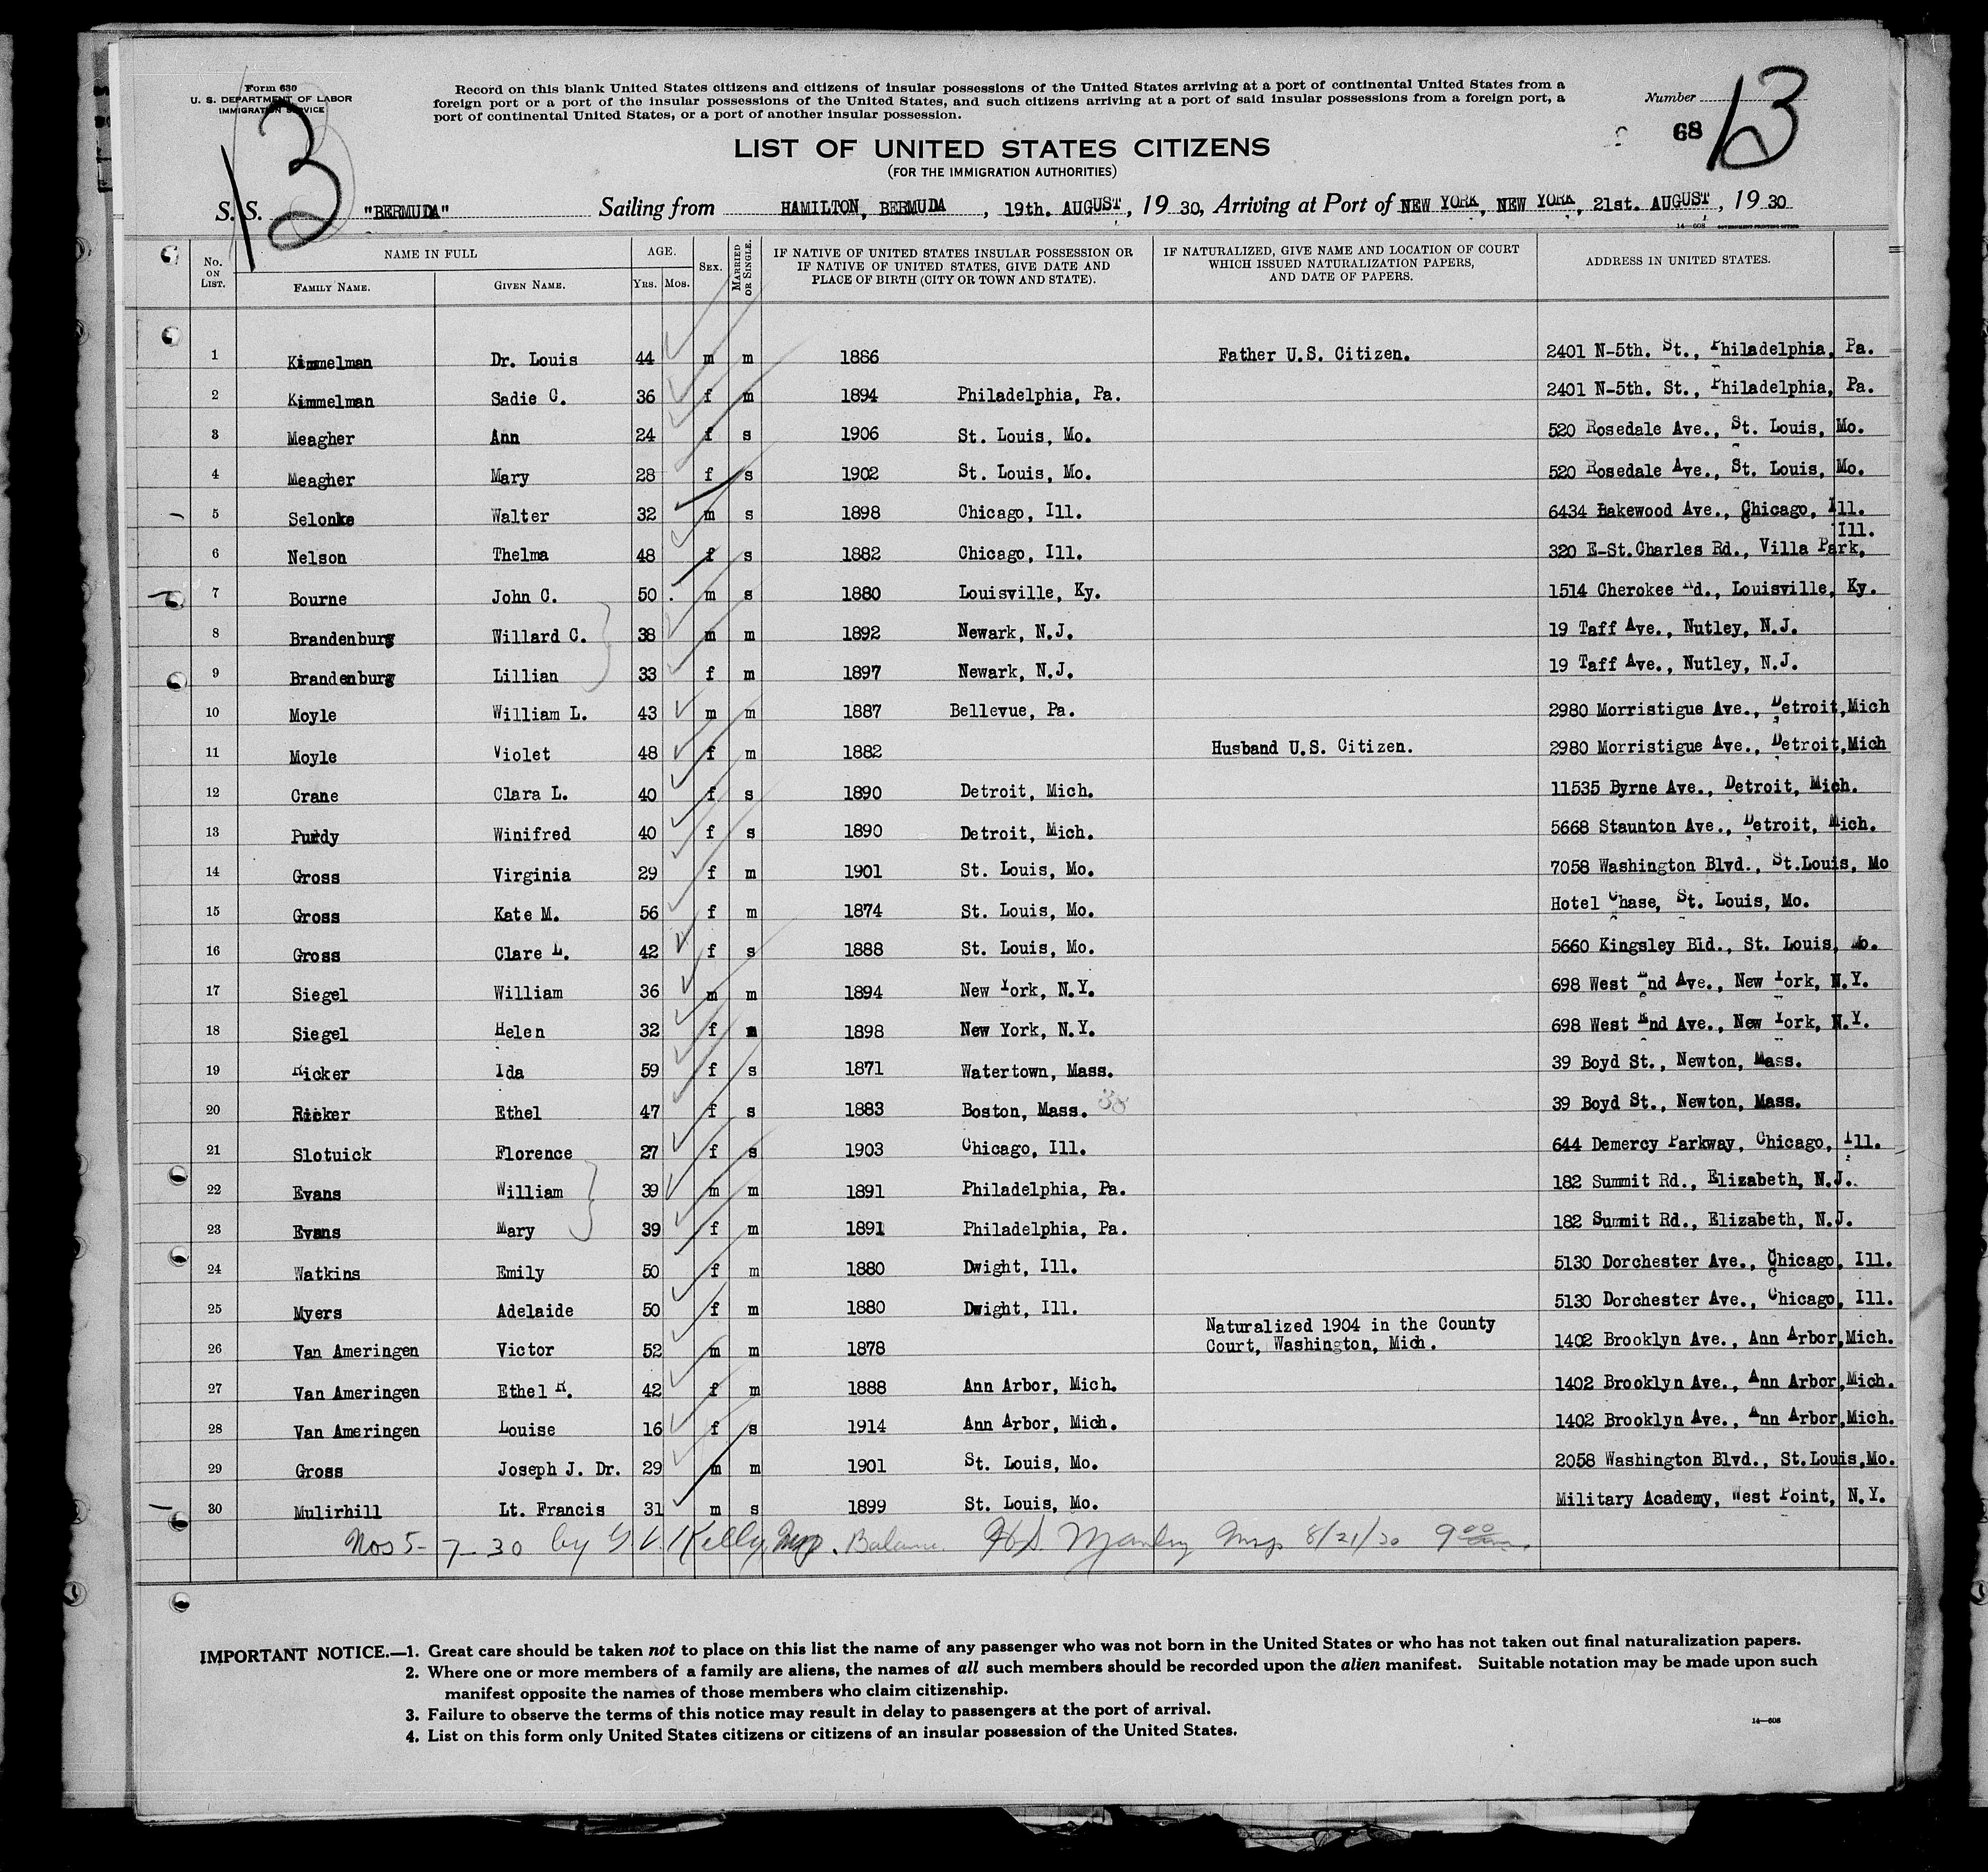 Form 630
U. S. DEPARTMENT OF LABOR
IMMIGRATION SERVICE
Record on this blank United States citizens and citizens of insular possessions of the United States arriving at a port of continental United States from a
foreign port or a port of the insular possessions of the United States, and such citizens arriving at a port of said insular possessions from a foreign port, a
port of continental United States, or a port of another insular possession.
Number
13
68
13
LIST OF UNITED STATES CITIZENS
(FOR THE IMMIGRATION AUTHORITIES)
S. S. "BERMUDA" Sailing from HAMILTON, BERMUDA, 19th. AUGUST, 1930, Arriving at Port of NEW YORK, NEW YORK, 21st. AUGUST, 1930
14-608 GOVERNMENT PRINTING OFFICE
No. ON LIST. NAME IN FULL AGE. SEX. MARRIED OR SINGLE. IF NATIVE OF UNITED STATES INSULAR POSSESSION OR IF NATIVE OF UNITED STATES, GIVE DATE AND PLACE OF BIRTH (CITY OR TOWN AND STATE). IF NATURALIZED, GIVE NAME AND LOCATION OF COURT WHICH ISSUED NATURALIZATION PAPERS, AND DATE OF PAPERS. ADDRESS IN UNITED STATES.
FAMILY NAME. GIVEN NAME. YRS. MOS.
1 Kimmelman Dr. Louis 44 m m 1886 Father U.S. Citizen. 2401 N-5th. St., Philadelphia, Pa.
2 Kimmelman Sadie C. 36 f m 1894 Philadelphia, Pa. 2401 N-5th. St., Philadelphia, Pa.
3 Meagher Ann 24 f s 1906 St. Louis, Mo. 520 Rosedale Ave., St. Louis, Mo.
4 Meagher Mary 28 f s 1902 St. Louis, Mo. 520 Rosedale Ave., St. Louis, Mo.
5 Selonke Walter 32 m s 1898 Chicago, Ill. 6434 Lakewood Ave., Chicago, Ill.
6 Nelson Thelma 48 f s 1882 Chicago, Ill. 320 E-St.Charles Rd., Villa Park, Ill.
7 Bourne John C. 50 m s 1880 Louisville, Ky. 1514 Cherokee Rd., Louisville, Ky.
8 Brandenburg Willard C. 38 m m 1892 Newark, N.J. 19 Taff Ave., Nutley, N.J.
9 Brandenburg Lillian 33 f m 1897 Newark, N.J. 19 Taff Ave., Nutley, N.J.
10 Moyle William L. 43 m m 1887 Bellevue, Pa. 2980 Morristigue Ave., Detroit,Mich
11 Moyle Violet 48 f m 1882 Husband U.S. Citizen. 2980 Morristigue Ave., Detroit,Mich
12 Crane Clara L. 40 f s 1890 Detroit, Mich. 11535 Byrne Ave., Detroit, Mich.
13 Purdy Winifred 40 f s 1890 Detroit, Mich. 5668 Staunton Ave., Detroit, Mich.
14 Gross Virginia 29 f m 1901 St. Louis, Mo. 7058 Washington Blvd., St.Louis, Mo
15 Gross Kate M. 56 f m 1874 St. Louis, Mo. Hotel Chase, St. Louis, Mo.
16 Gross Clare L. 42 f s 1888 St. Louis, Mo. 5660 Kingsley Bld., St. Louis, Mo.
17 Siegel William 36 m m 1894 New York, N.Y. 698 West End Ave., New York, N.Y.
18 Siegel Helen 32 f m 1898 New York, N.Y. 698 West End Ave., New York, N.Y.
19 Ricker Ida 59 f s 1871 Watertown, Mass. 39 Boyd St., Newton, Mass.
20 Ricker Ethel 47 f s 1883 Boston, Mass. 38 39 Boyd St., Newton, Mass.
21 Slotuick Florence 27 f s 1903 Chicago, Ill. 644 Demercy Parkway, Chicago, Ill.
22 Evans William 39 m m 1891 Philadelphia, Pa. 182 Summit Rd., Elizabeth, N.J.
23 Evans Mary 39 f m 1891 Philadelphia, Pa. 182 Summit Rd., Elizabeth, N.J.
24 Watkins Emily 50 f m 1880 Dwight, Ill. 5130 Dorchester Ave., Chicago, Ill.
25 Myers Adelaide 50 f m 1880 Dwight, Ill. 5130 Dorchester Ave., Chicago, Ill.
26 Van Ameringen Victor 52 m m 1878 Naturalized 1904 in the County Court, Washington, Mich. 1402 Brooklyn Ave., Ann Arbor,Mich.
27 Van Ameringen Ethel R. 42 f m 1888 Ann Arbor, Mich. 1402 Brooklyn Ave., Ann Arbor,Mich.
28 Van Ameringen Louise 16 f s 1914 Ann Arbor, Mich. 1402 Brooklyn Ave., Ann Arbor,Mich.
29 Gross Joseph J. Dr. 29 m m 1901 St. Louis, Mo. 2058 Washington Blvd., St.Louis,Mo.
30 Mulirhill Lt. Francis 31 m s 1899 St. Louis, Mo. Military Academy, West Point, N.Y.
Nos 5-7-30 by Kelly, Insp. Balance Insp 8/21/30 9 00
IMPORTANT NOTICE.—1. Great care should be taken not to place on this list the name of any passenger who was not born in the United States or who has not taken out final naturalization papers.
2. Where one or more members of a family are aliens, the names of all such members should be recorded upon the alien manifest. Suitable notation may be made upon such
manifest opposite the names of those members who claim citizenship.
3. Failure to observe the terms of this notice may result in delay to passengers at the port of arrival.
4. List on this form only United States citizens or citizens of an insular possession of the United States.
14-608